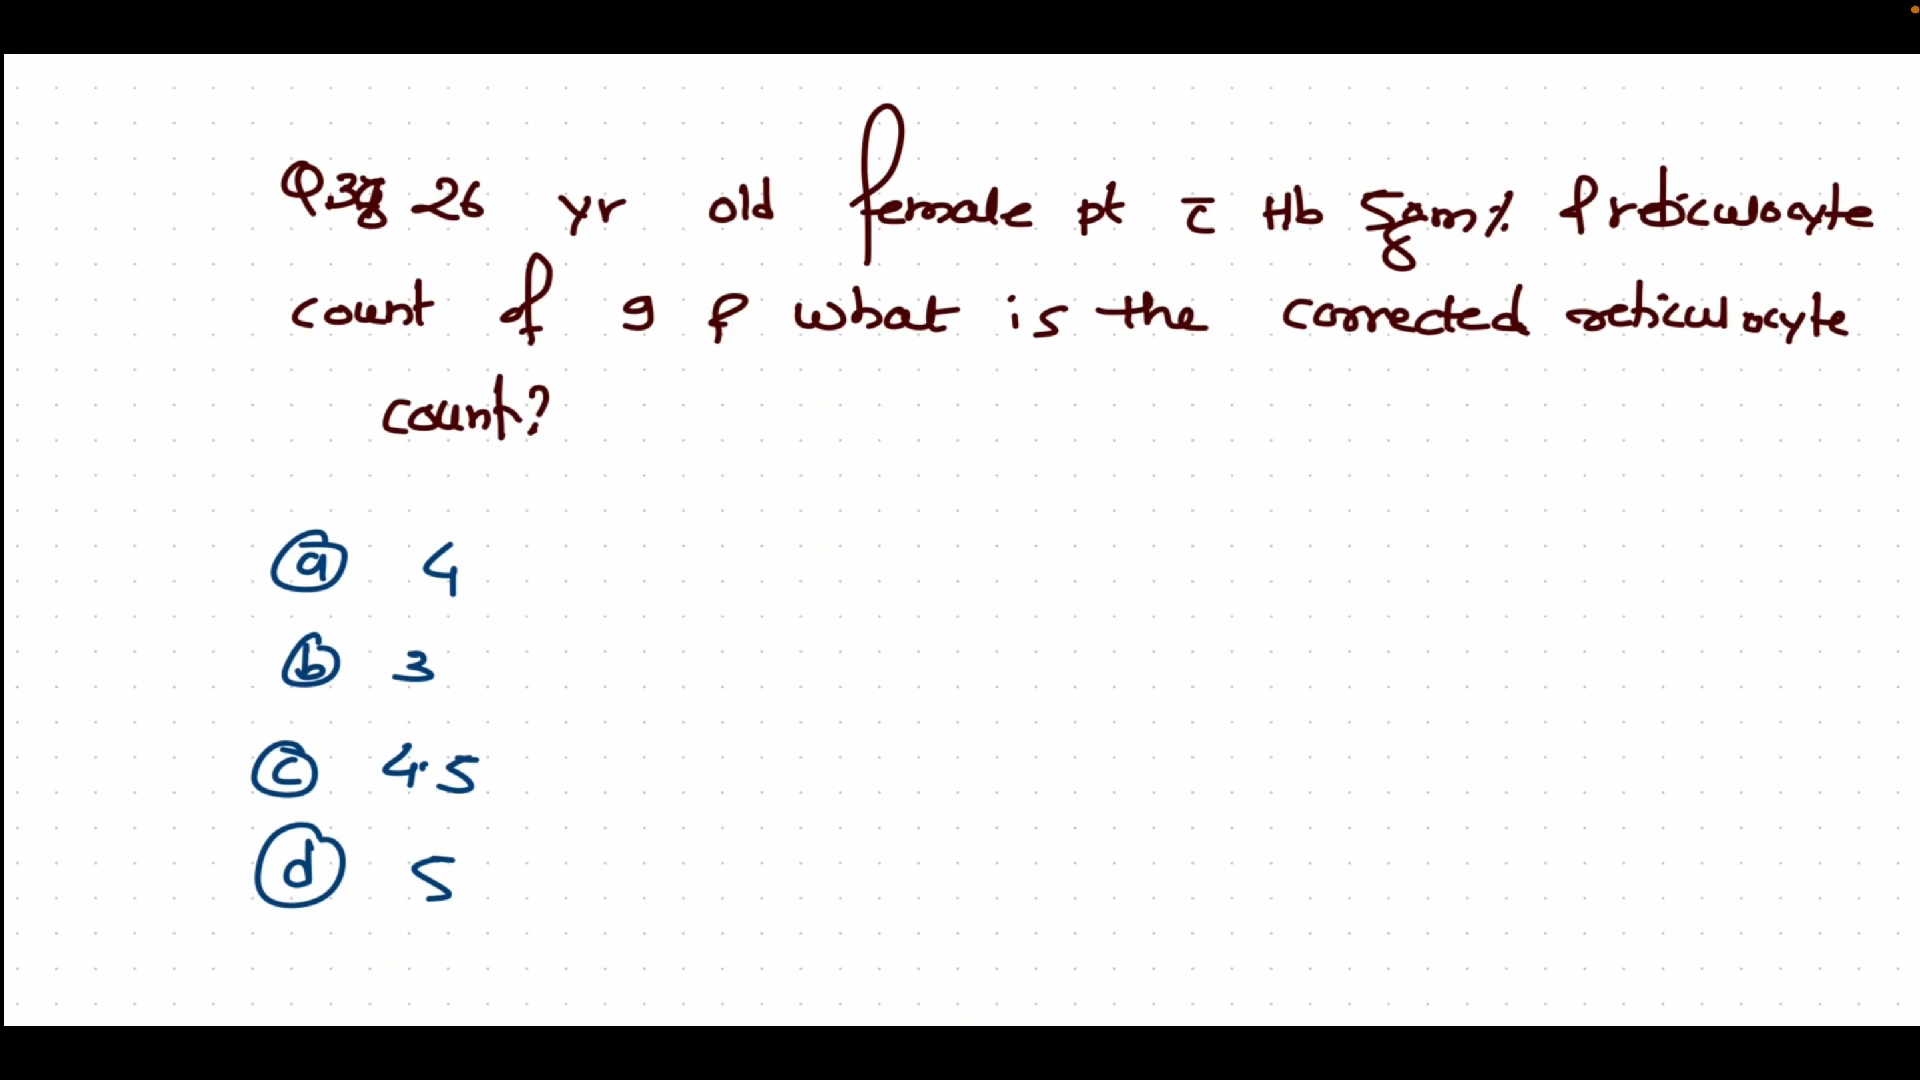 Q.38 26 yr old female pt c̄ Hb 5gm% & reticulocyte
count of 9 & what is the corrected reticulocyte
count?
ⓐ 4
ⓑ 3
ⓒ 4.5
ⓓ 5